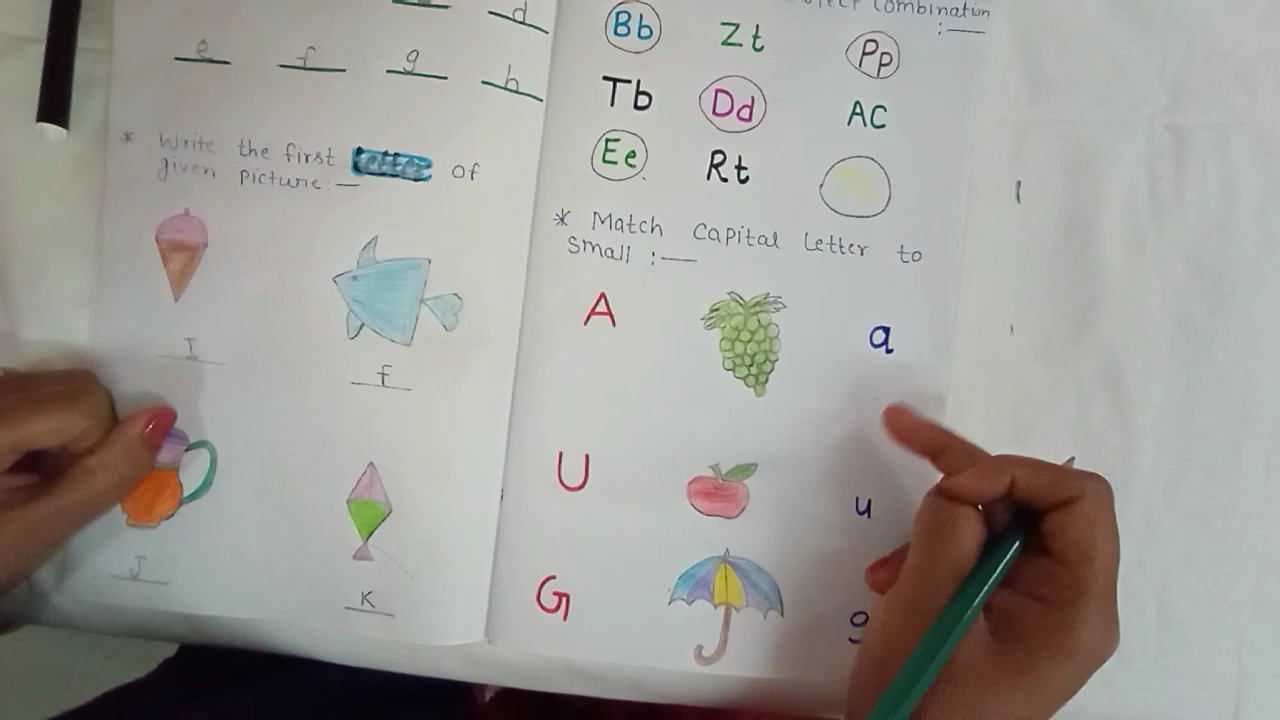 d
e f g h
* Write the first letter of
given picture:—
I
f
J
K
Combination
:—
Bb Zt Pp
Tb Dd AC
Ee Rt
* Match Capital Letter to
Small :—
A a
U u
G g